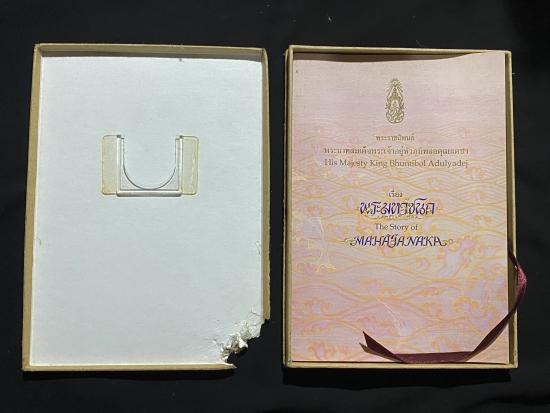 พระราชนิพนธ์
พระบาทสมเด็จพระเจ้าอยู่หัวภูมิพลอดุลยเดชฯ
His Majesty King Bhumibol Adulyadej
เรื่อง
พระมหาชนก
The Story of
MAHAJANAKA